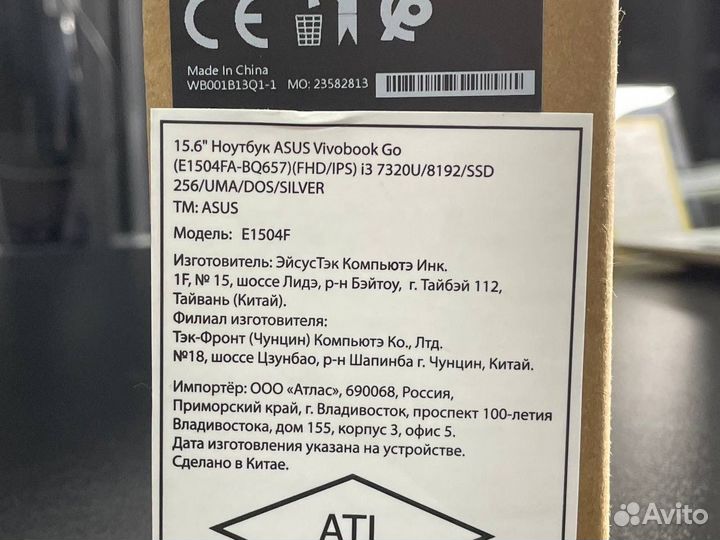 CE
Made In China
WB001B13Q1-1 MO: 23582813
15.6" Ноутбук ASUS Vivobook Go
(E1504FA-BQ657)(FHD/IPS) i3 7320U/8192/SSD
256/UMA/DOS/SILVER
TM: ASUS
Модель: E1504F
Изготовитель: ЭйсусТэк Компьютэ Инк.
1F, № 15, шоссе Лидэ, р-н Бэйтоу, г. Тайбэй 112,
Тайвань (Китай).
Филиал изготовителя:
Тэк-Фронт (Чунцин) Компьютэ Ко., Лтд.
№18, шоссе Цзунбао, р-н Шапинба г. Чунцин, Китай.
Импортёр: ООО «Атлас», 690068, Россия,
Приморский край, г. Владивосток, проспект 100-летия
Владивостока, дом 155, корпус 3, офис 5.
Дата изготовления указана на устройстве.
Сделано в Китае.
ATL
Avito